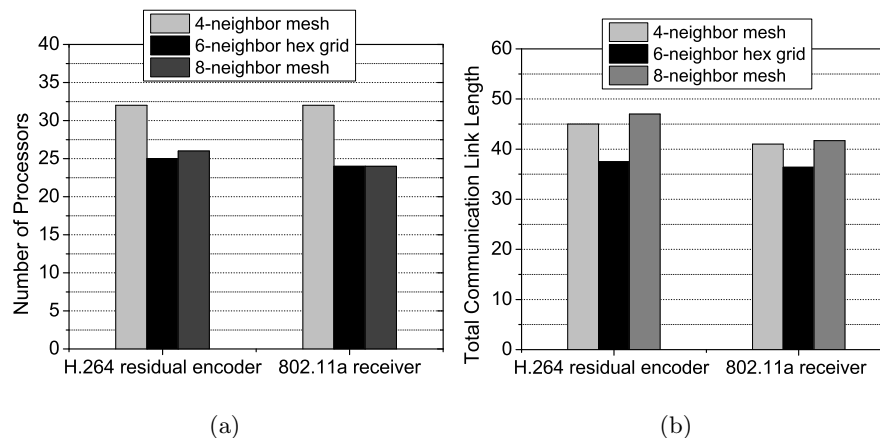 4-neighbor mesh
6-neighbor hex grid
8-neighbor mesh
40
35
30
25
20
15
10
5
0
Number of Processors
H.264 residual encoder
802.11a receiver
(a)
4-neighbor mesh
6-neighbor hex grid
8-neighbor mesh
60
50
40
30
20
10
0
Total Communication Link Length
H.264 residual encoder
802.11a receiver
(b)